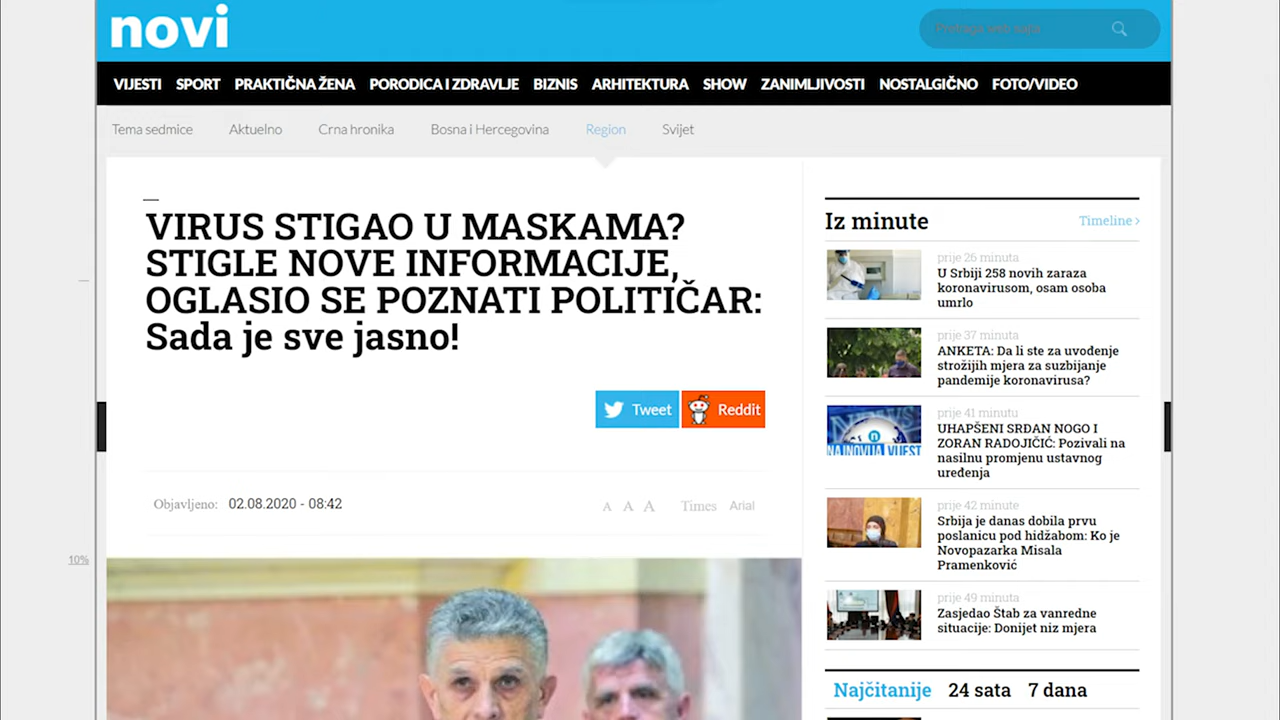 novi
Pretraga web sajta
VIJESTI SPORT PRAKTIČNA ŽENA PORODICA I ZDRAVLJE BIZNIS ARHITEKTURA SHOW ZANIMLJIVOSTI NOSTALGIČNO FOTO/VIDEO
Tema sedmice Aktuelno Crna hronika Bosna i Hercegovina Region Svijet
VIRUS STIGAO U MASKAMA?
STIGLE NOVE INFORMACIJE,
OGLASIO SE POZNATI POLITIČAR:
Sada je sve jasno!
Tweet Reddit
Objavljeno: 02.08.2020 - 08:42 A A A Times Arial
10%
Iz minute Timeline >
prije 26 minuta
U Srbiji 258 novih zaraza
koronavirusom, osam osoba
umrlo
prije 37 minuta
ANKETA: Da li ste za uvođenje
strožijih mjera za suzbijanje
pandemije koronavirusa?
NEWS
NAJNOVIJA VIJEST
prije 41 minutu
UHAPŠENI SRĐAN NOGO I
ZORAN RADOJIČIĆ: Pozivali na
nasilnu promjenu ustavnog
uređenja
prije 42 minute
Srbija je danas dobila prvu
poslanicu pod hidžabom: Ko je
Novopazarka Misala
Pramenković
prije 49 minuta
Zasjedao Štab za vanredne
situacije: Donijet niz mjera
Najčitanije 24 sata 7 dana